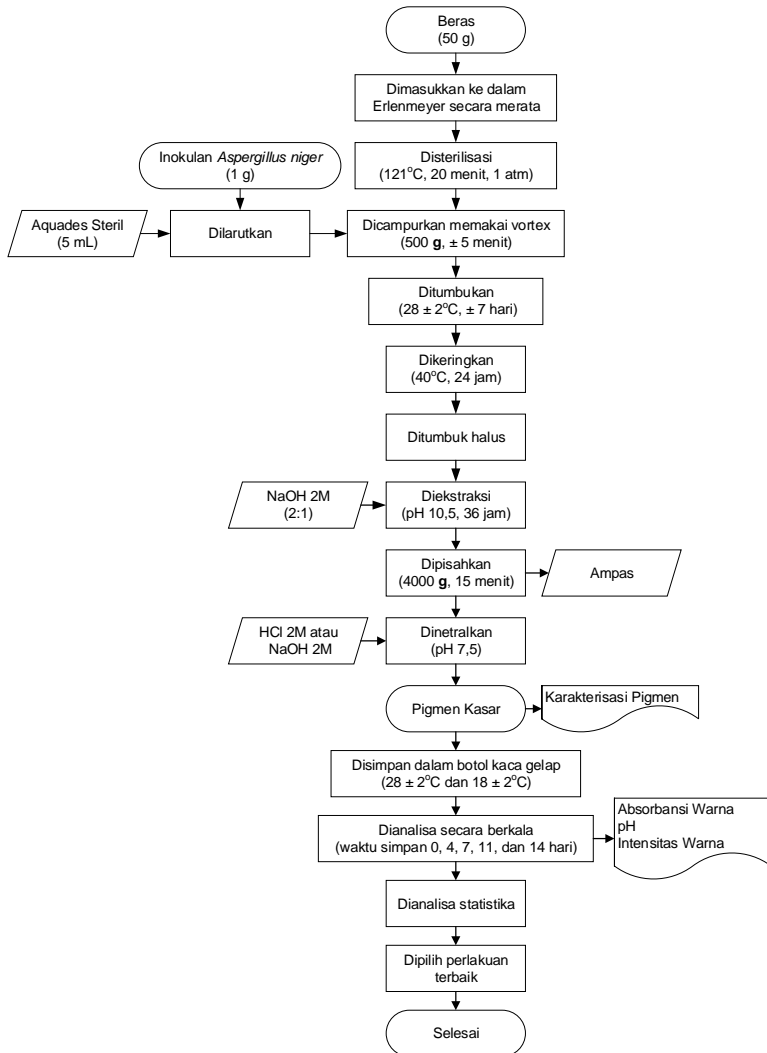 Beras
(50 g)
Dimasukkan ke dalam
Erlenmeyer secara merata
Inokulan Aspergillus niger
(1 g)
Disterilisasi
(121°C, 20 menit, 1 atm)
Aquades Steril
(5 mL)
Dilarutkan
Dicampurkan memakai vortex
(500 g, ± 5 menit)
Ditumbukan
(28 ± 2°C, ± 7 hari)
Dikeringkan
(40°C, 24 jam)
Ditumbuk halus
NaOH 2M
(2:1)
Diekstraksi
(pH 10,5, 36 jam)
Dipisahkan
(4000 g, 15 menit)
Ampas
HCl 2M atau
NaOH 2M
Dinetralkan
(pH 7,5)
Pigmen Kasar
Karakterisasi Pigmen
Disimpan dalam botol kaca gelap
(28 ± 2°C dan 18 ± 2°C)
Dianalisa secara berkala
(waktu simpan 0, 4, 7, 11, dan 14 hari)
Absorbansi Warna
pH
Intensitas Warna
Dianalisa statistika
Dipilih perlakuan
terbaik
Selesai